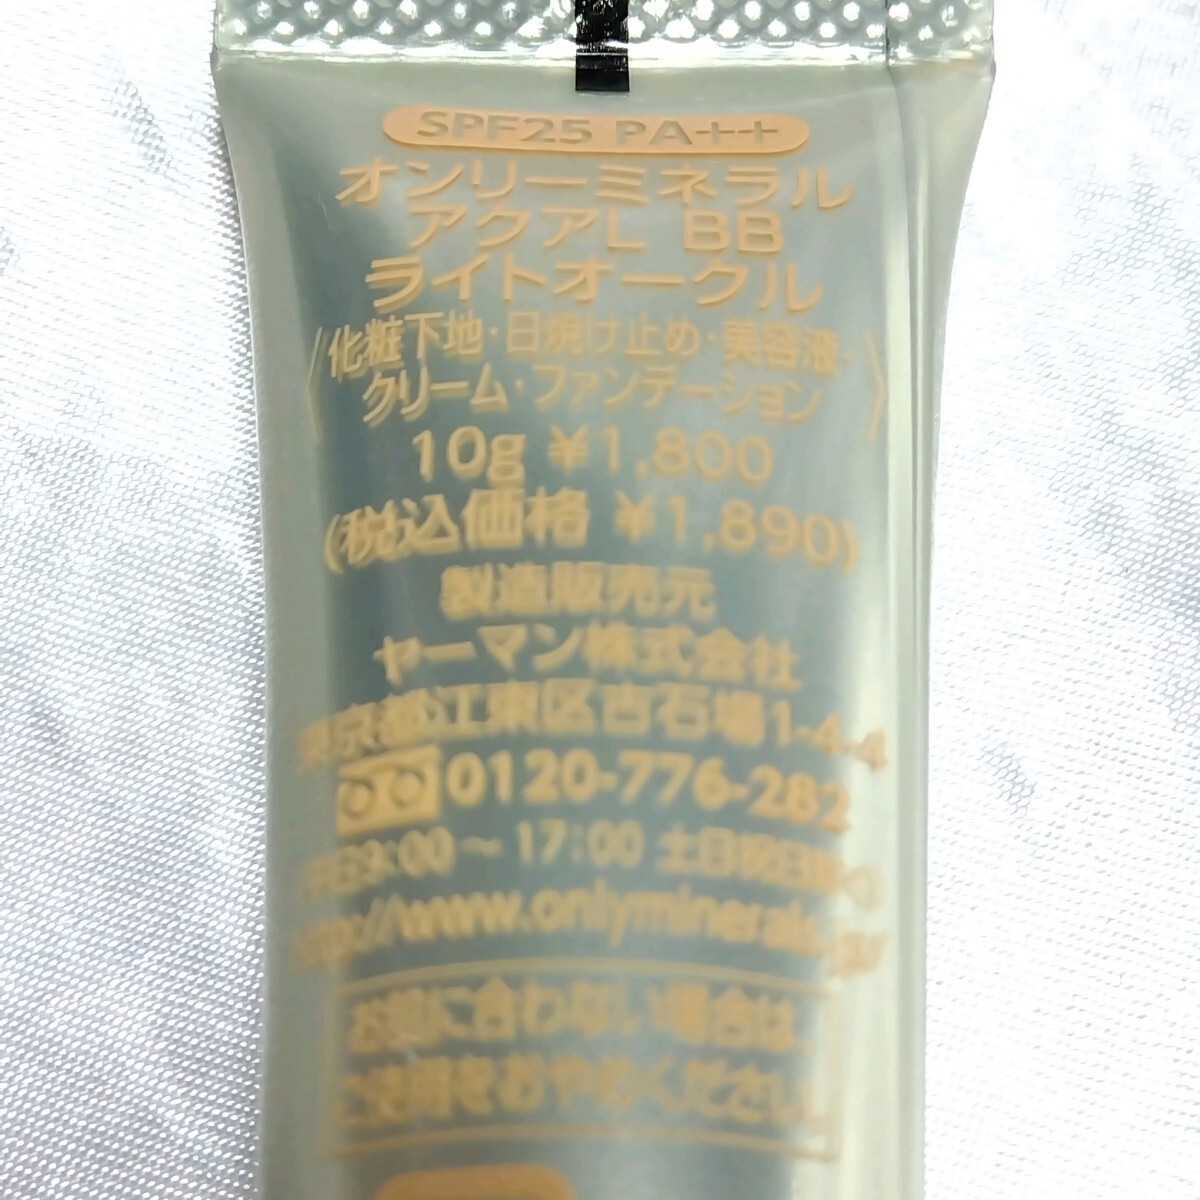 SPF25 PA++
オンリーミネラル
アクアL BB
ライトオークル
〈化粧下地・日焼け止め・美容液・
クリーム・ファンデーション〉
10g ¥1,800
(税込価格 ¥1,890)
製造販売元
ヤーマン株式会社
東京都江東区古石場1-4-4
0120-776-282
9:00～17:00 土日祝日除く)
http://www.onlyminerals.jp/
お肌に合わない場合は、
ご使用をおやめください。